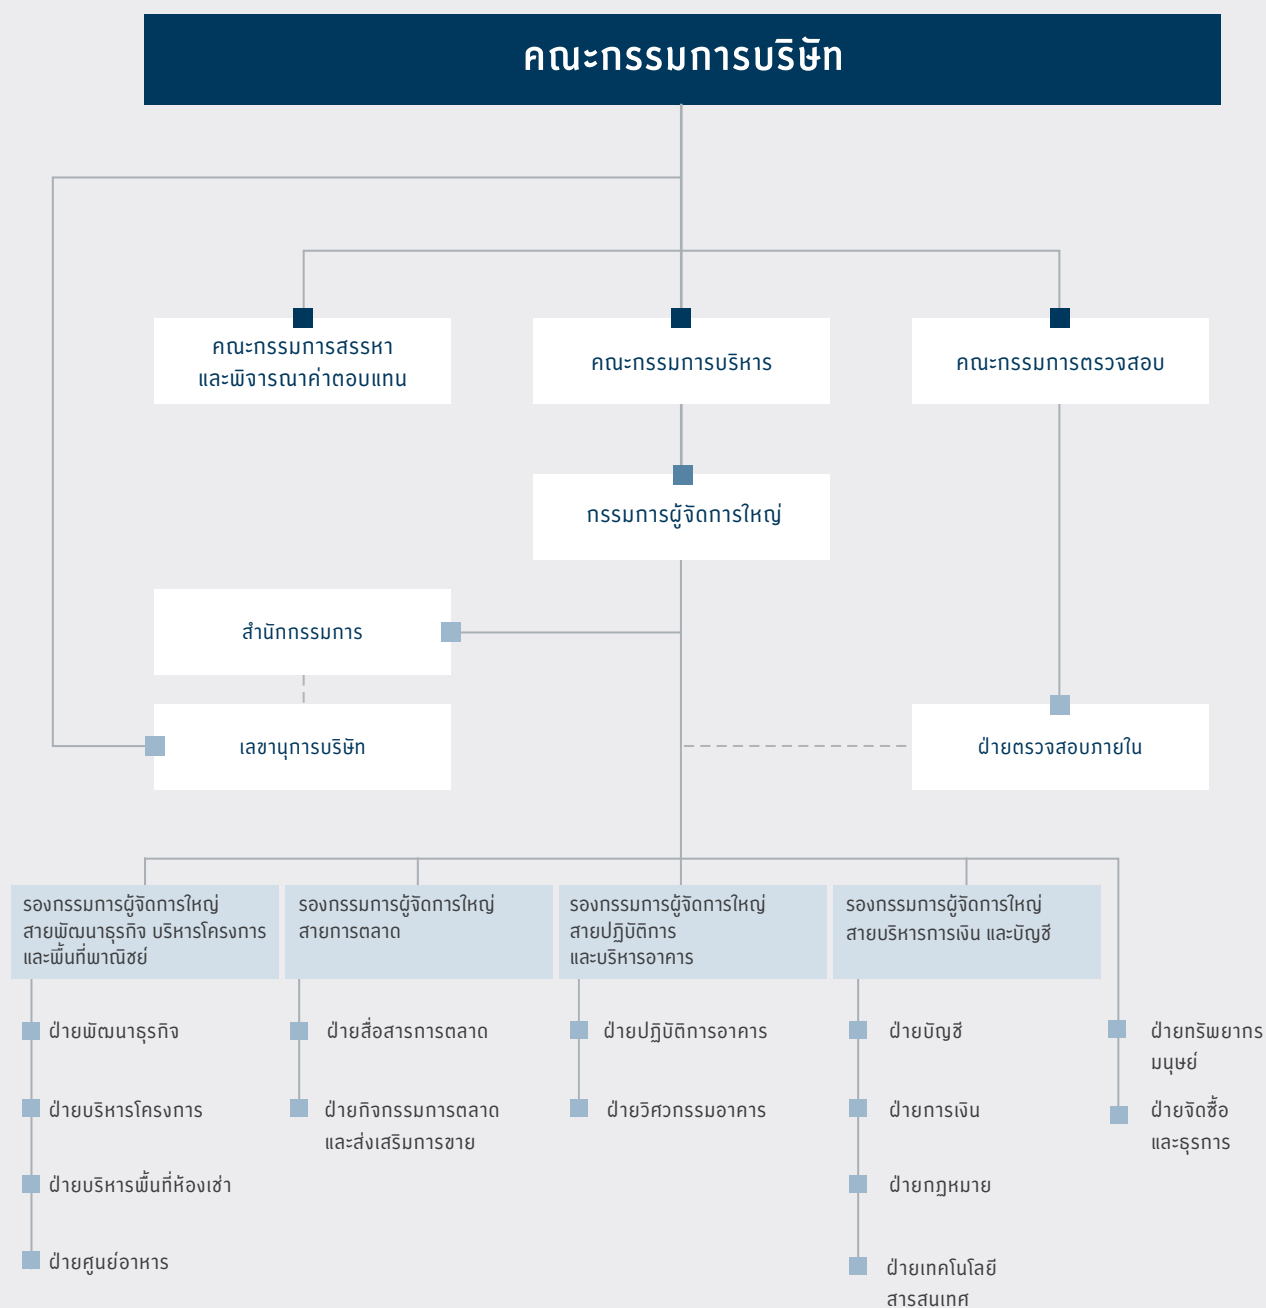 คณะกรรมการบริษัท
คณะกรรมการสรรหา
และพิจารณาค่าตอบแทน
คณะกรรมการบริหาร
คณะกรรมการตรวจสอบ
กรรมการผู้จัดการใหญ่
สำนักกรรมการ
เลขานุการบริษัท
ฝ่ายตรวจสอบภายใน
รองกรรมการผู้จัดการใหญ่
สายพัฒนาธุรกิจ บริหารโครงการ
และพื้นที่พาณิชย์
ฝ่ายพัฒนาธุรกิจ
ฝ่ายบริหารโครงการ
ฝ่ายบริหารพื้นที่ห้องเช่า
ฝ่ายศูนย์อาหาร
รองกรรมการผู้จัดการใหญ่
สายการตลาด
ฝ่ายสื่อสารการตลาด
ฝ่ายกิจกรรมการตลาด
และส่งเสริมการขาย
รองกรรมการผู้จัดการใหญ่
สายปฏิบัติการ
และบริหารอาคาร
ฝ่ายปฏิบัติการอาคาร
ฝ่ายวิศวกรรมอาคาร
รองกรรมการผู้จัดการใหญ่
สายบริหารการเงิน และบัญชี
ฝ่ายบัญชี
ฝ่ายการเงิน
ฝ่ายกฎหมาย
ฝ่ายเทคโนโลยี
สารสนเทศ
ฝ่ายทรัพยากร
มนุษย์
ฝ่ายจัดซื้อ
และธุรการ